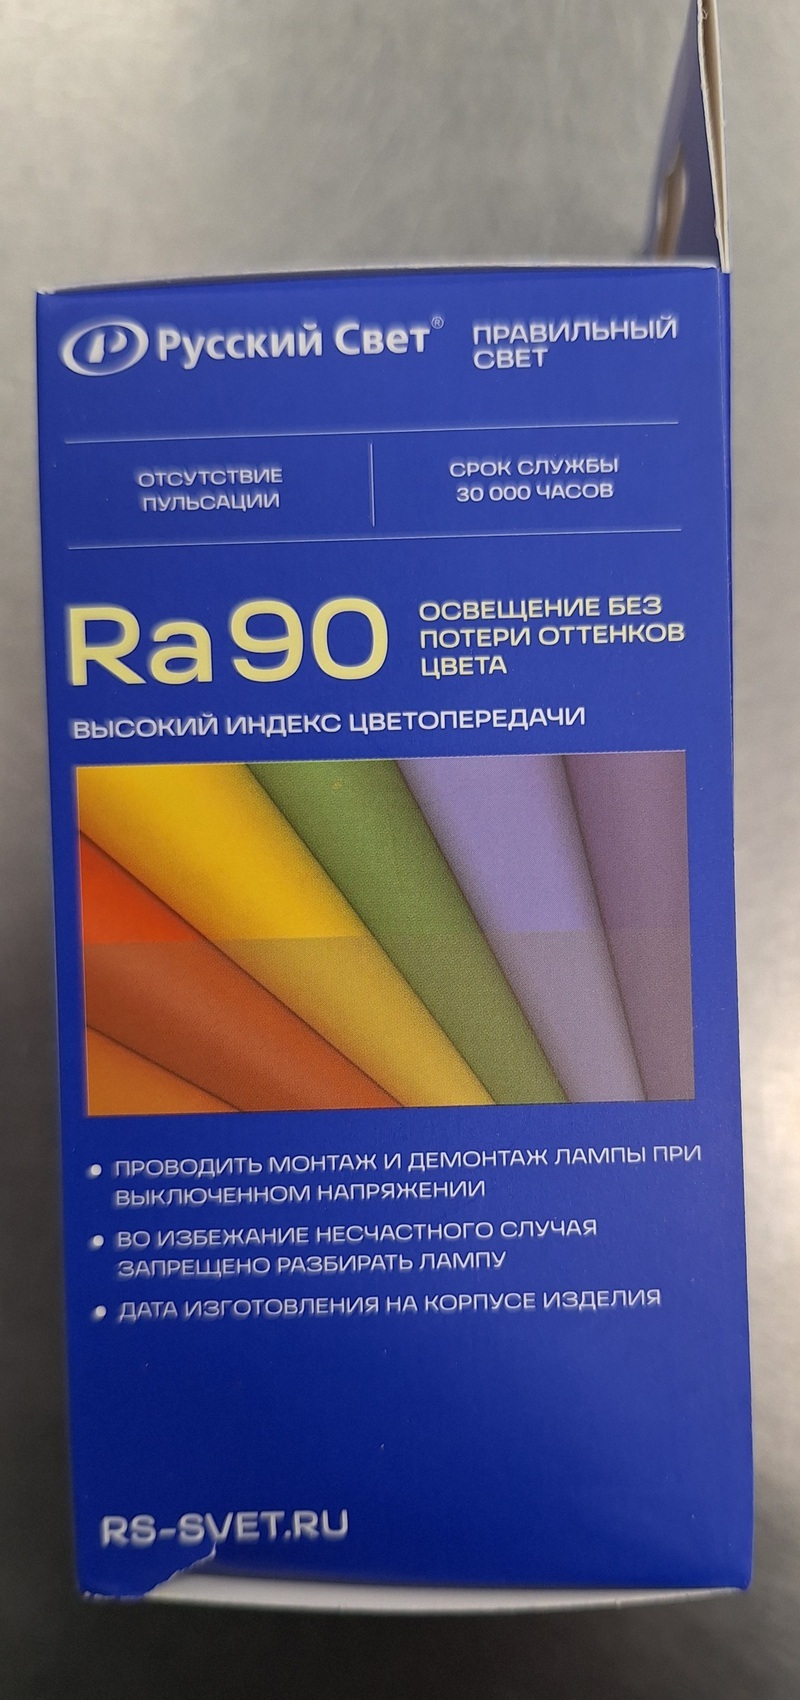 Русский Свет®
ПРАВИЛЬНЫЙ
СВЕТ
ОТСУТСТВИЕ
ПУЛЬСАЦИИ
СРОК СЛУЖБЫ
30 000 ЧАСОВ
Ra 90
ОСВЕЩЕНИЕ БЕЗ
ПОТЕРИ ОТТЕНКОВ
ЦВЕТА
ВЫСОКИЙ ИНДЕКС ЦВЕТОПЕРЕДАЧИ
• ПРОВОДИТЬ МОНТАЖ И ДЕМОНТАЖ ЛАМПЫ ПРИ
ВЫКЛЮЧЕННОМ НАПРЯЖЕНИИ
• ВО ИЗБЕЖАНИЕ НЕСЧАСТНОГО СЛУЧАЯ
ЗАПРЕЩЕНО РАЗБИРАТЬ ЛАМПУ
• ДАТА ИЗГОТОВЛЕНИЯ НА КОРПУСЕ ИЗДЕЛИЯ
RS-SVET.RU